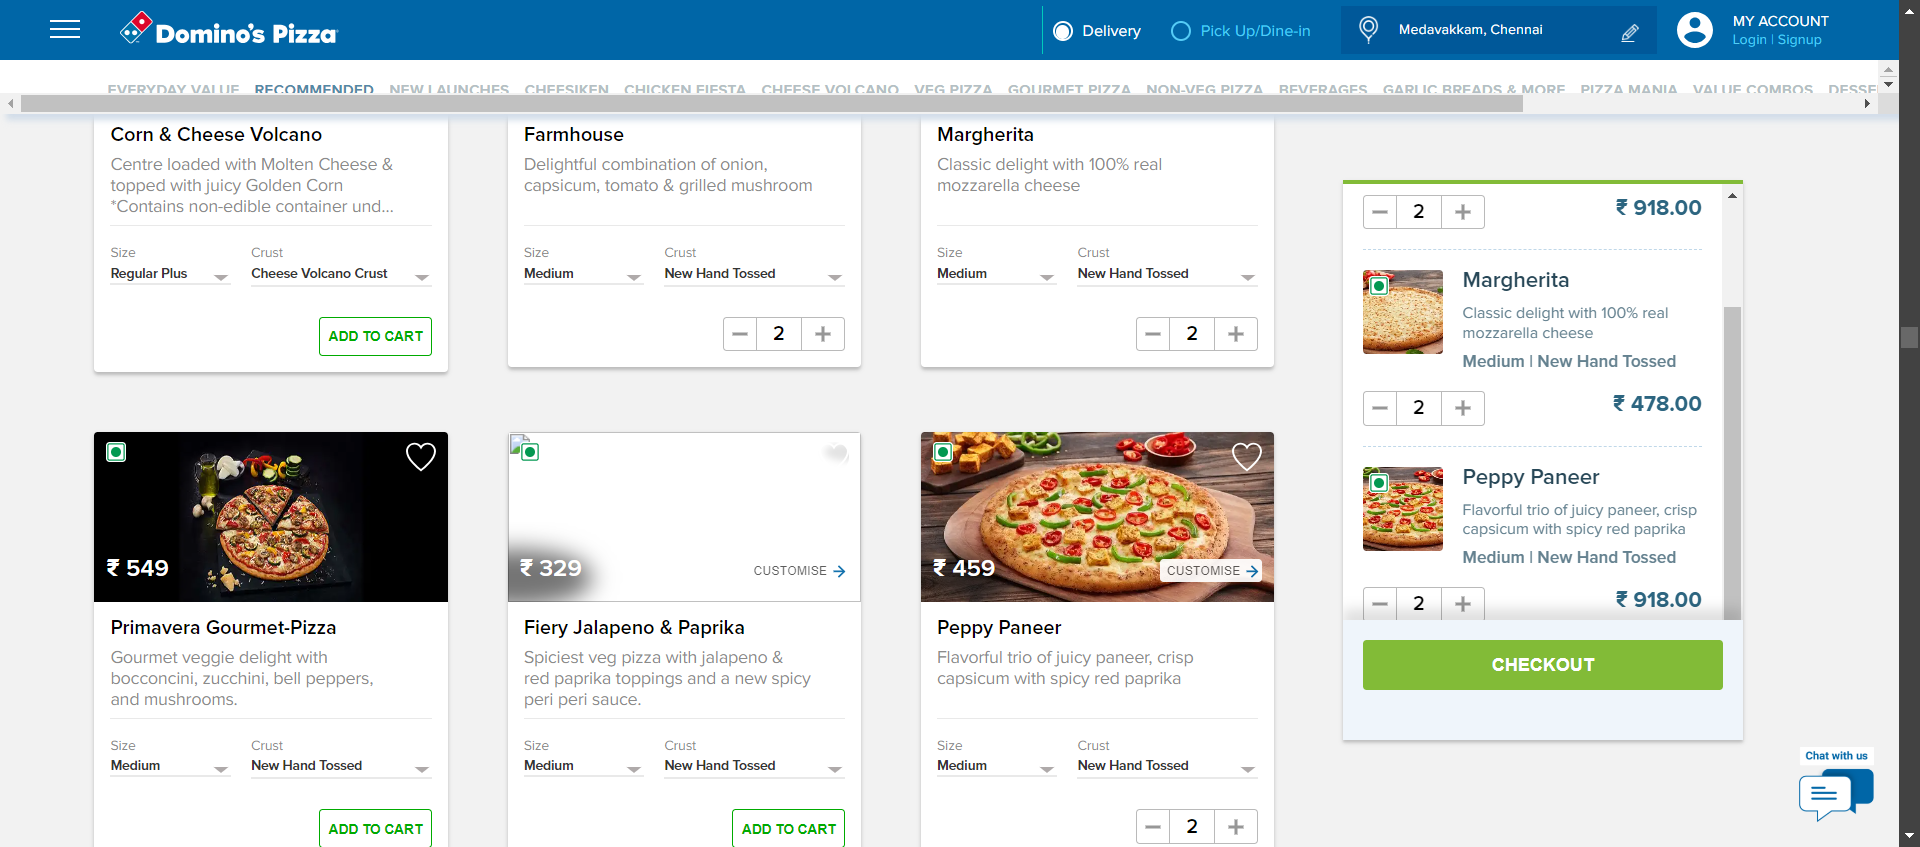 Domino's Pizza
Delivery
Pick Up/Dine-in
Medavakkam, Chennai
MY ACCOUNT
Login | Signup
EVERYDAY VALUE RECOMMENDED NEW LAUNCHES CHEESIKEN CHICKEN FIESTA CHEESE VOLCANO VEG PIZZA GOURMET PIZZA NON-VEG PIZZA BEVERAGES GARLIC BREADS & MORE PIZZA MANIA VALUE COMBOS DESSE
Corn & Cheese Volcano
Centre loaded with Molten Cheese &
topped with juicy Golden Corn
*Contains non-edible container und...
Size
Crust
Regular Plus
Cheese Volcano Crust
ADD TO CART
Farmhouse
Delightful combination of onion,
capsicum, tomato & grilled mushroom
Size
Crust
Medium
New Hand Tossed
2
Margherita
Classic delight with 100% real
mozzarella cheese
Size
Crust
Medium
New Hand Tossed
2
₹ 549
Primavera Gourmet-Pizza
Gourmet veggie delight with
bocconcini, zucchini, bell peppers,
and mushrooms.
Size
Crust
Medium
New Hand Tossed
ADD TO CART
₹ 329
CUSTOMISE
Fiery Jalapeno & Paprika
Spiciest veg pizza with jalapeno &
red paprika toppings and a new spicy
peri peri sauce.
Size
Crust
Medium
New Hand Tossed
ADD TO CART
₹ 459
CUSTOMISE
Peppy Paneer
Flavorful trio of juicy paneer, crisp
capsicum with spicy red paprika
Size
Crust
Medium
New Hand Tossed
2
2
₹ 918.00
Margherita
Classic delight with 100% real
mozzarella cheese
Medium | New Hand Tossed
2
₹ 478.00
Peppy Paneer
Flavorful trio of juicy paneer, crisp
capsicum with spicy red paprika
Medium | New Hand Tossed
2
₹ 918.00
CHECKOUT
Chat with us